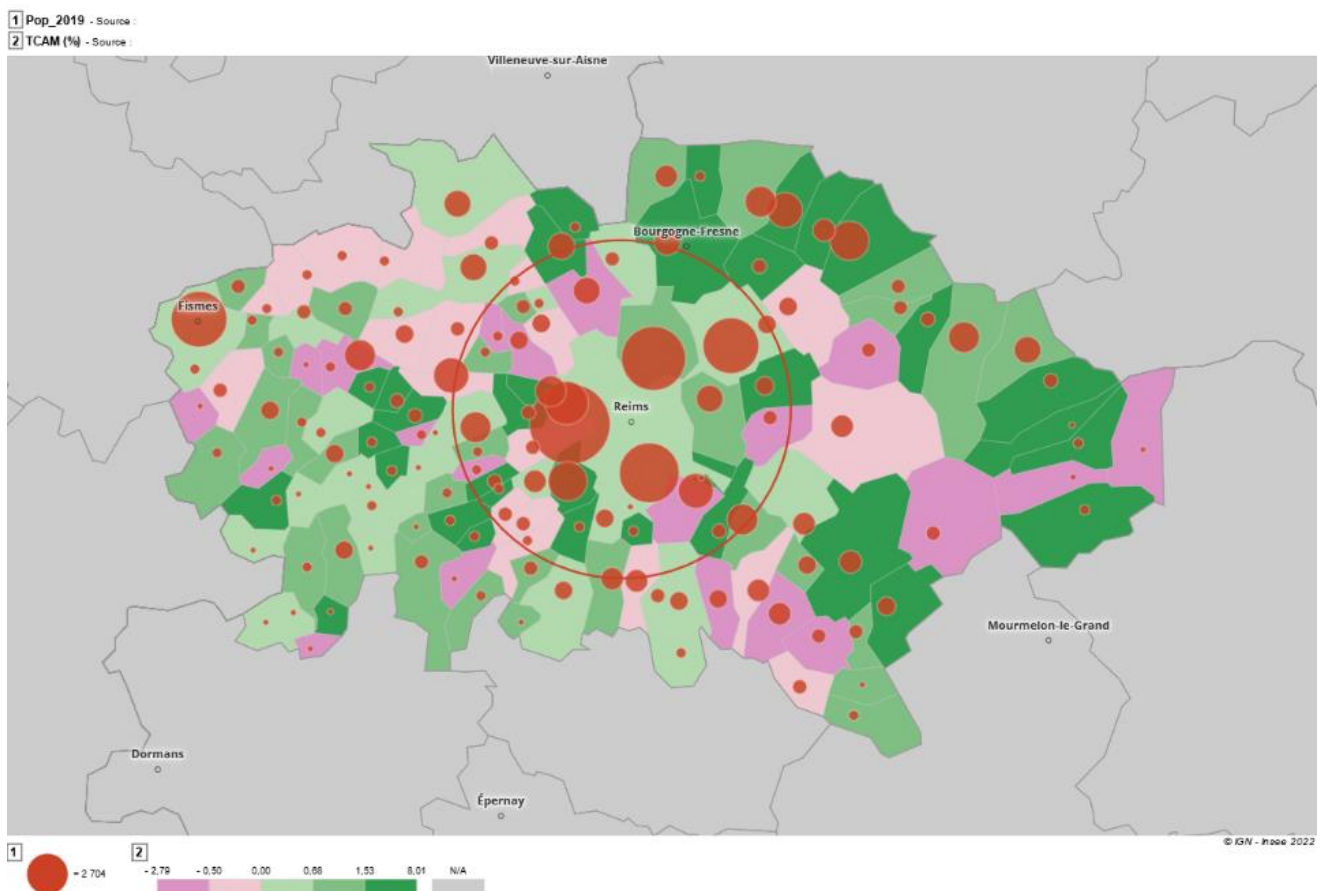 1 Pop_2019 - Source :
2 TCAM (%) - Source :
Villeneuve-sur-Aisne
Bourgogne-Fresne
Fismes
Reims
Mourmelon-le-Grand
Dormans
Épernay
© IGN - Insee 2022
1 2
= 2 704
- 2,79 - 0,50 0,00 0,68 1,53 8,01 N/A